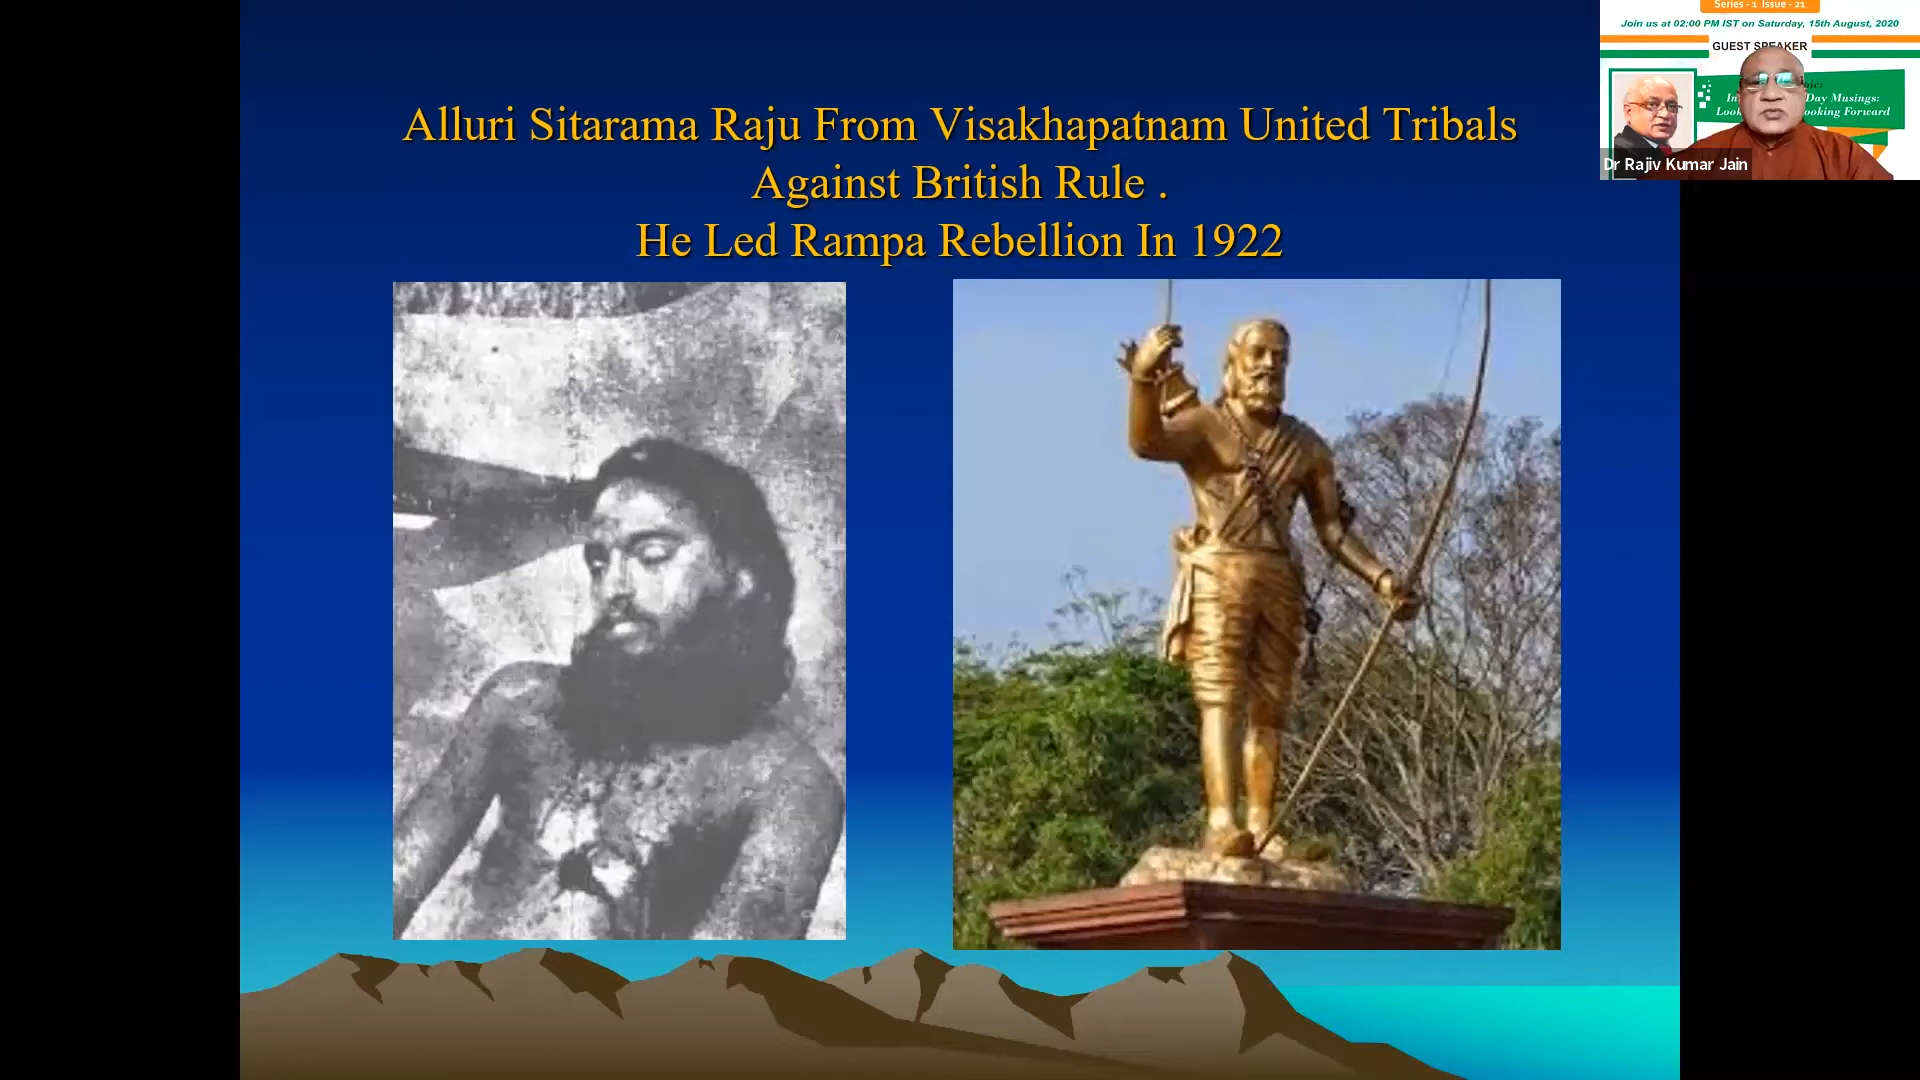 Alluri Sitarama Raju From Visakhapatnam United Tribals
Against British Rule .
He Led Rampa Rebellion In 1922
Series - 1 Issue - 21
Join us at 02:00 PM IST on Saturday, 15th August, 2020
GUEST SPEAKER
Day Musings:
ooking Forward
Dr Rajiv Kumar Jain